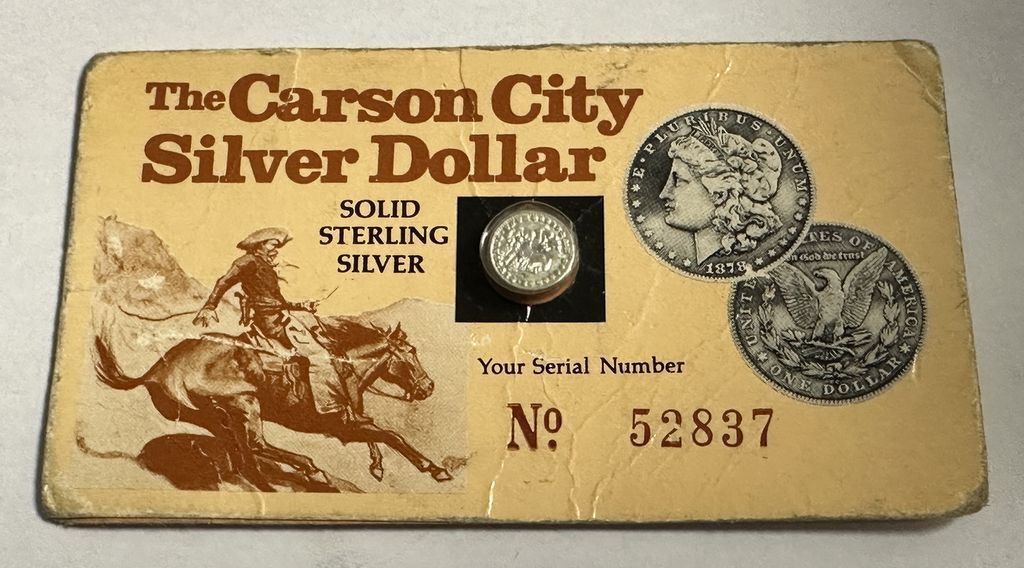 The Carson City
Silver Dollar
SOLID
STERLING
SILVER
Your Serial Number
Nº 52837
E·PLURIBUS·UNUM
1878
UNITED STATES OF AMERICA
In God we trust
ONE DOLLAR